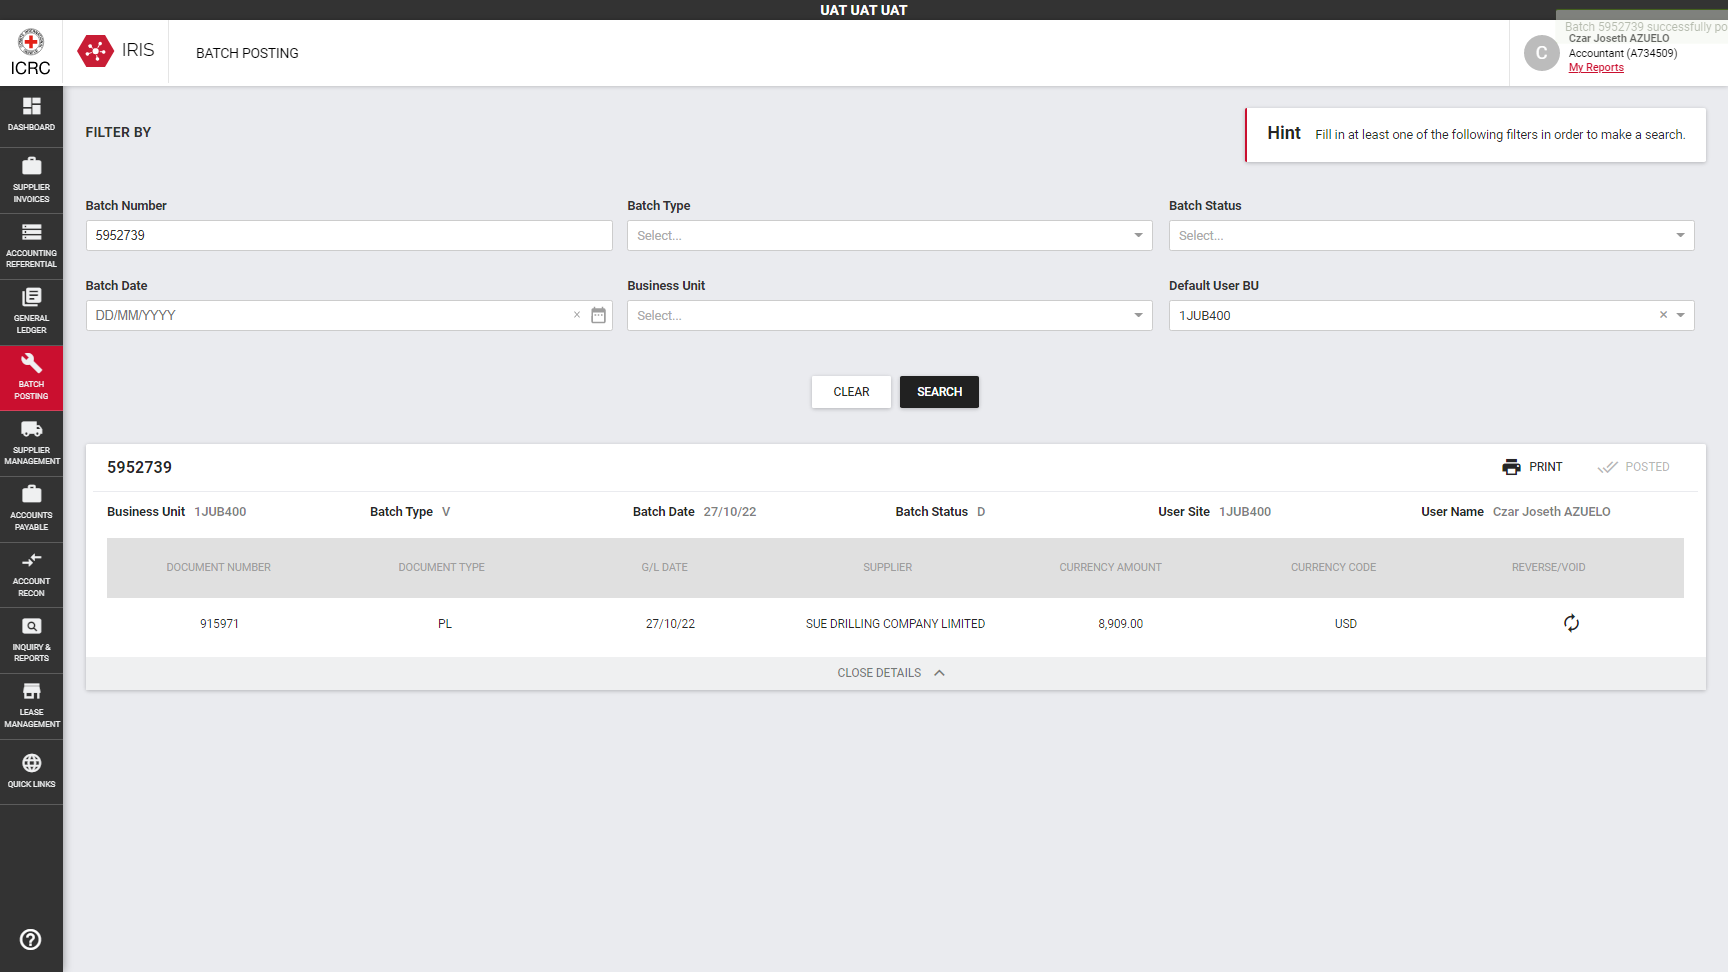 UAT UAT UAT
Batch 5952739 successfully po
ICRC
IRIS
BATCH POSTING
C
Czar Joseth AZUELO
Accountant (A734509)
My Reports
DASHBOARD
SUPPLIER
INVOICES
ACCOUNTING
REFERENTIAL
GENERAL
LEDGER
BATCH
POSTING
SUPPLIER
MANAGEMENT
ACCOUNTS
PAYABLE
ACCOUNT
RECON
INQUIRY &
REPORTS
LEASE
MANAGEMENT
QUICK LINKS
FILTER BY
Hint Fill in at least one of the following filters in order to make a search.
Batch Number Batch Type Batch Status
5952739 Select... Select...
Batch Date Business Unit Default User BU
DD/MM/YYYY × Select... 1JUB400 ×
CLEAR SEARCH
5952739 PRINT POSTED
Business Unit 1JUB400 Batch Type V Batch Date 27/10/22 Batch Status D User Site 1JUB400 User Name Czar Joseth AZUELO
DOCUMENT NUMBER DOCUMENT TYPE G/L DATE SUPPLIER CURRENCY AMOUNT CURRENCY CODE REVERSE/VOID
915971 PL 27/10/22 SUE DRILLING COMPANY LIMITED 8,909.00 USD
CLOSE DETAILS